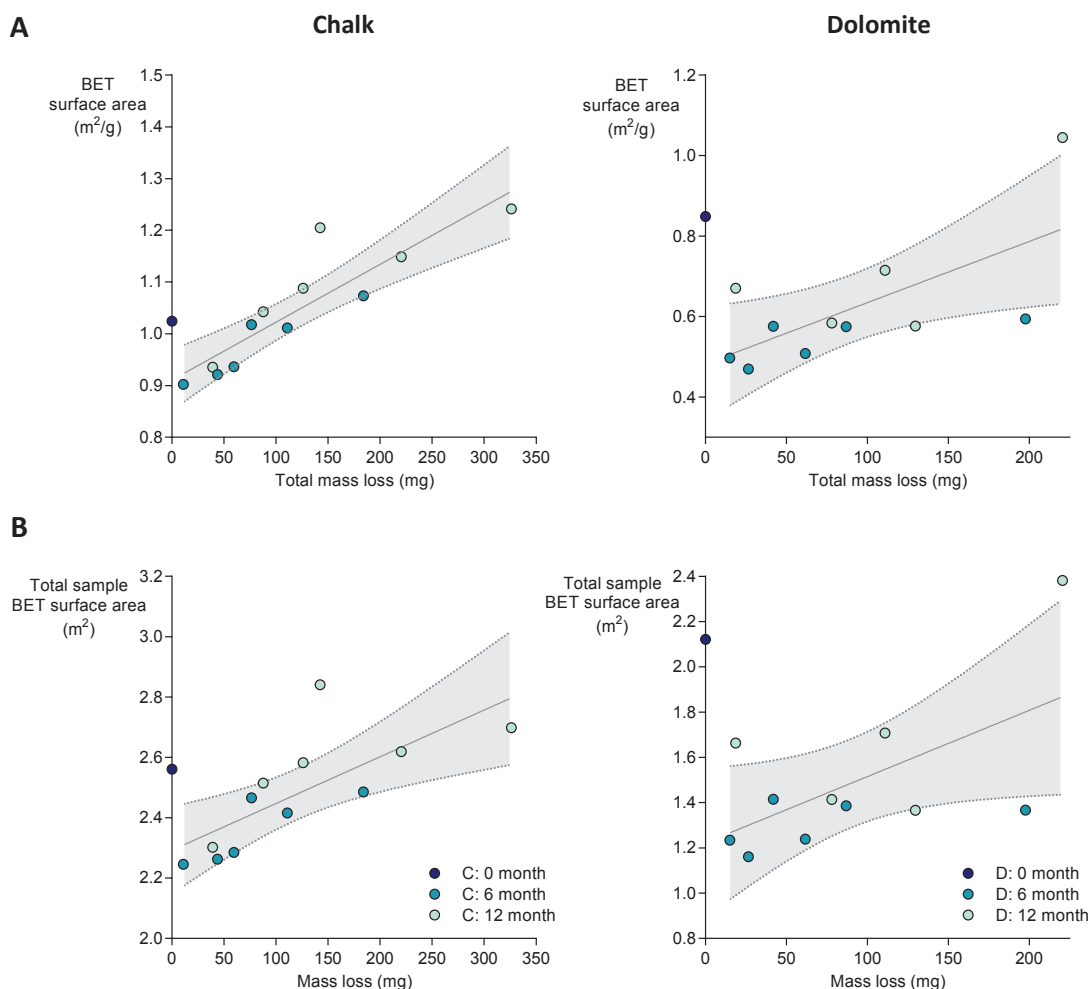 A
Chalk
Dolomite
BET
surface area
(m²/g)
1.5
1.4
1.3
1.2
1.1
1.0
0.9
0.8
0 50 100 150 200 250 300 350
Total mass loss (mg)
BET
surface area
(m²/g)
1.2
1.0
0.8
0.6
0.4
0 50 100 150 200
Total mass loss (mg)
B
Total sample
BET surface area
(m²)
3.2
3.0
2.8
2.6
2.4
2.2
2.0
0 50 100 150 200 250 300 350
Mass loss (mg)
C: 0 month
C: 6 month
C: 12 month
Total sample
BET surface area
(m²)
2.4
2.2
2.0
1.8
1.6
1.4
1.2
1.0
0.8
0 50 100 150 200
Mass loss (mg)
D: 0 month
D: 6 month
D: 12 month